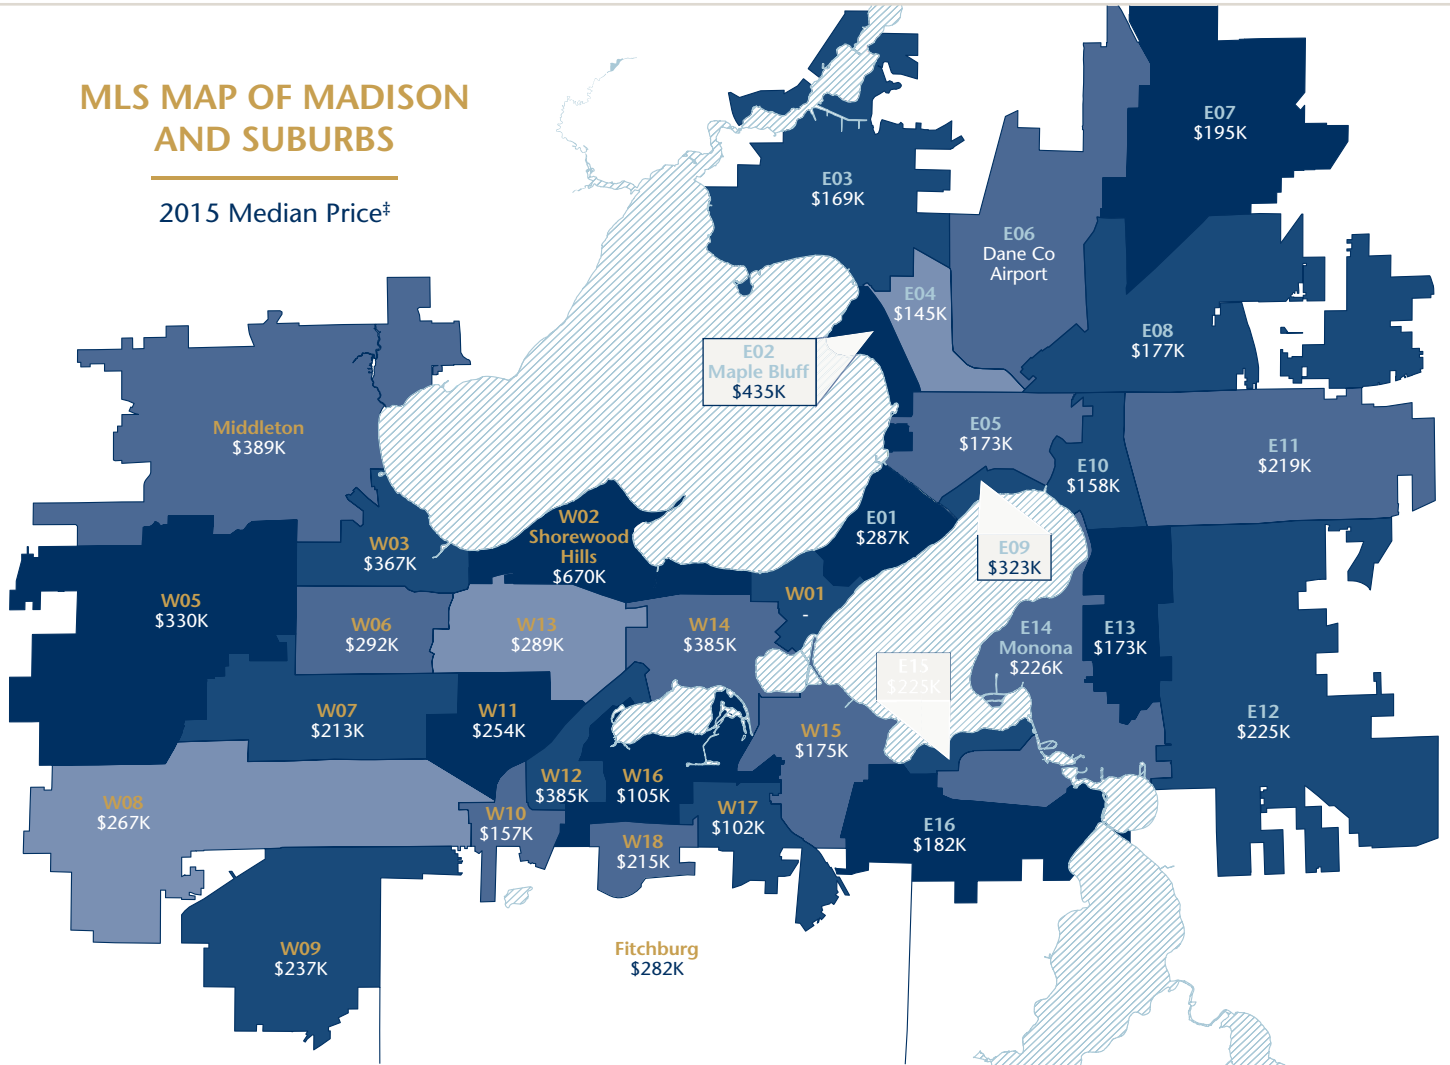 MLS MAP OF MADISON
AND SUBURBS
2015 Median Price‡
E07
$195K
E03
$169K
E06
Dane Co
Airport
E04
$145K
E08
$177K
E02
Maple Bluff
$435K
Middleton
$389K
E05
$173K
E11
$219K
E10
$158K
W02
Shorewood
Hills
$670K
E01
$287K
W03
$367K
E09
$323K
W05
$330K
W01
-
W06
$292K
W13
$289K
W14
$385K
E14
Monona
$226K
E13
$173K
E15
$225K
W07
$213K
W11
$254K
W15
$175K
E12
$225K
W12
$385K
W16
$105K
W08
$267K
W10
$157K
W17
$102K
E16
$182K
W18
$215K
W09
$237K
Fitchburg
$282K